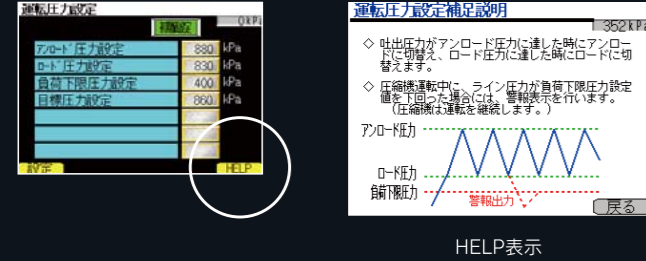 運転圧力設定
初期設定
0kPa
アンロード圧力設定 880 kPa
ロード圧力設定 830 kPa
負荷下限圧力設定 400 kPa
目標圧力設定 860 kPa
設定
HELP
運転圧力設定補足説明
352kPa
◇ 吐出圧力がアンロード圧力に達した時にアンロー
ドに切替え、ロード圧力に達した時にロードに切
替えます。
◇ 圧縮機運転中に、ライン圧力が負荷下限圧力設定
値を下回った場合には、警報表示を行います。
(圧縮機は運転を継続します。)
アンロード圧力
ロード圧力
負荷下限圧力
警報出力
戻る
HELP表示